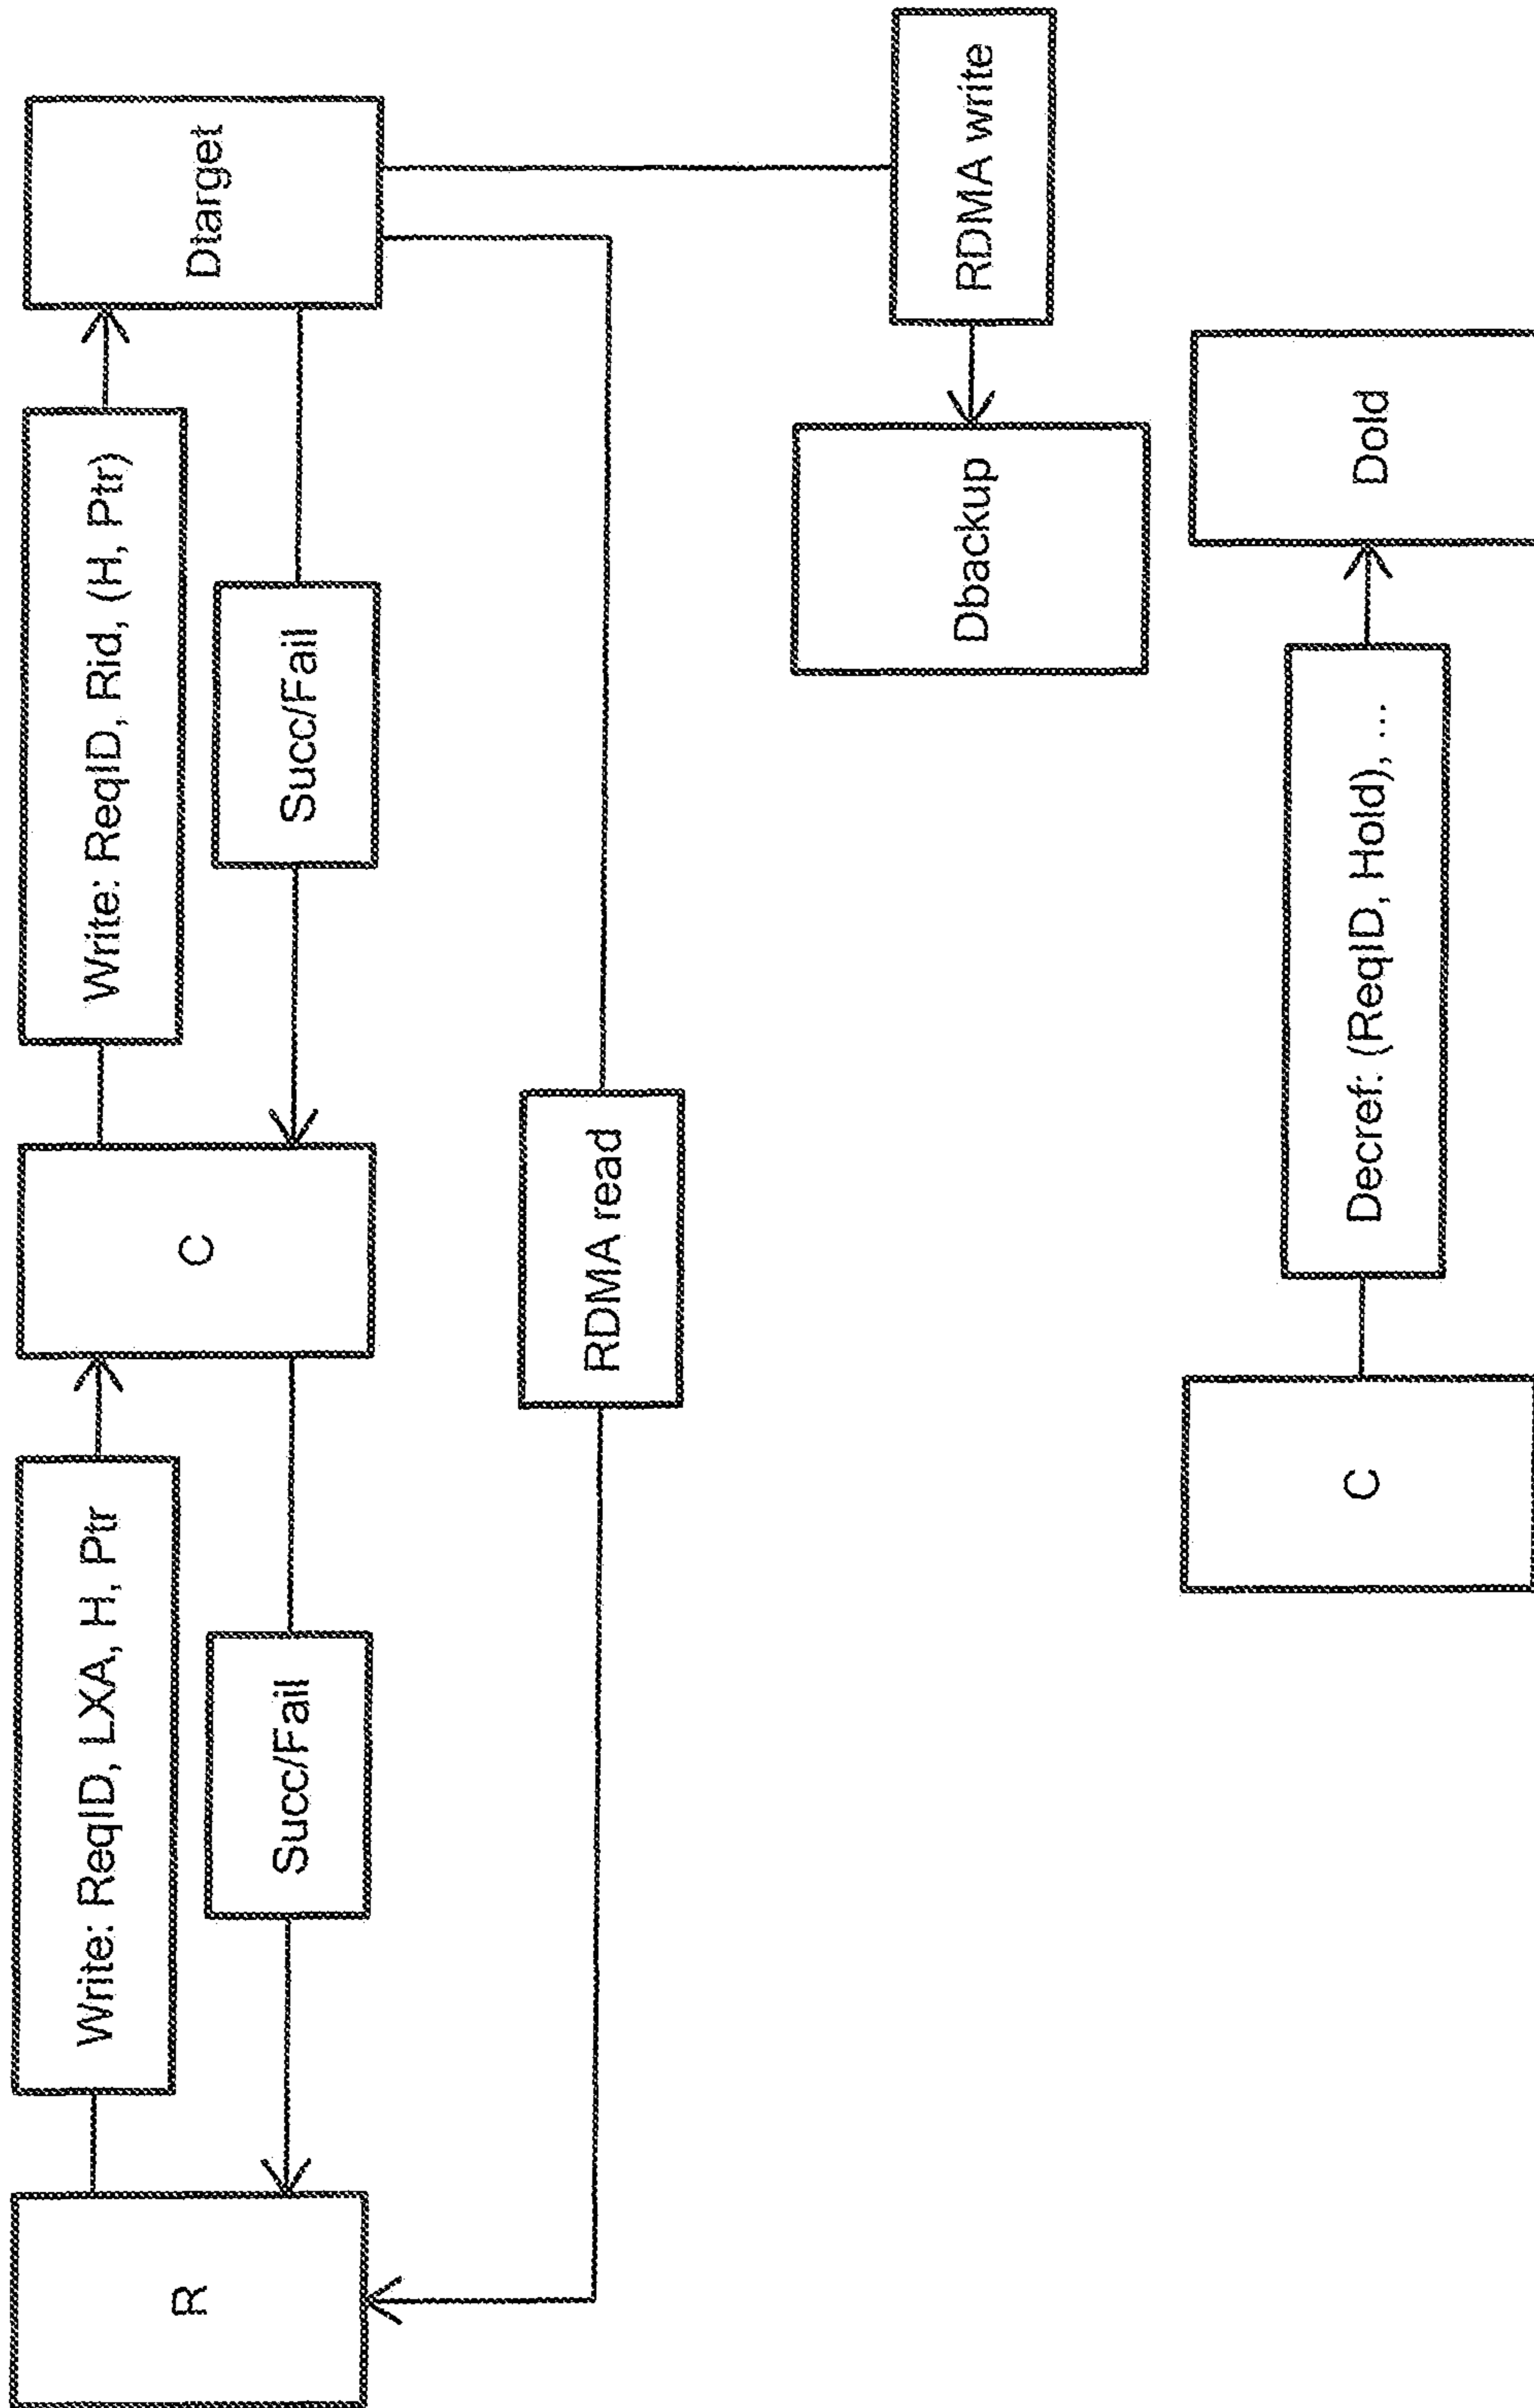 R
Write: ReqID, LXA, H, Ptr
Succ/Fail
C
Write: ReqID, Rid, (H, Ptr)
Succ/Fail
Dtarget
RDMA read
RDMA write
Dbackup
C
Decref: (ReqID, Hold), ...
Dold